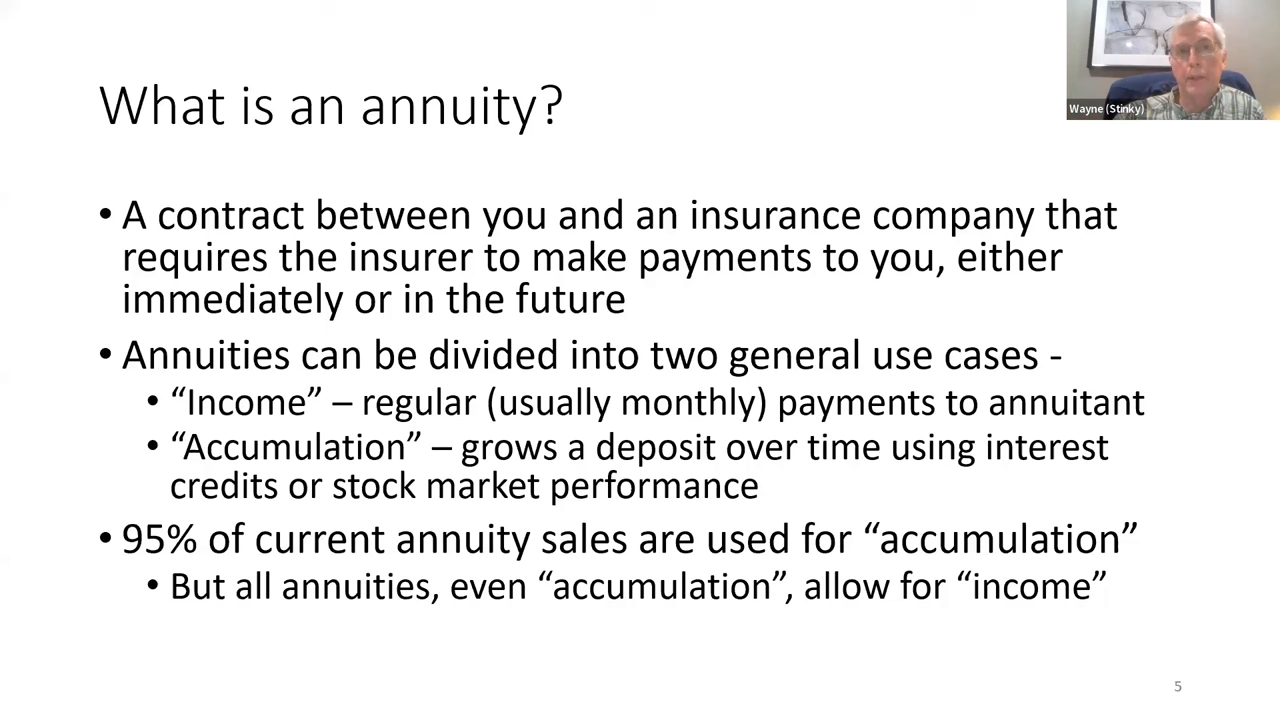 Wayne (Stinky)
What is an annuity?
• A contract between you and an insurance company that
requires the insurer to make payments to you, either
immediately or in the future
• Annuities can be divided into two general use cases -
• “Income” – regular (usually monthly) payments to annuitant
• “Accumulation” – grows a deposit over time using interest
credits or stock market performance
• 95% of current annuity sales are used for “accumulation”
• But all annuities, even “accumulation”, allow for “income”
5